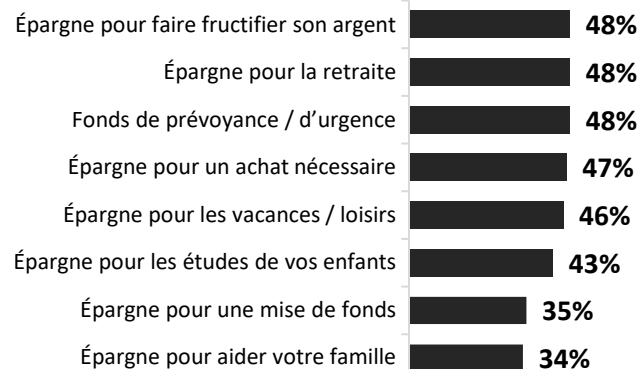 Épargne pour faire fructifier son argent 48%
Épargne pour la retraite 48%
Fonds de prévoyance / d’urgence 48%
Épargne pour un achat nécessaire 47%
Épargne pour les vacances / loisirs 46%
Épargne pour les études de vos enfants 43%
Épargne pour une mise de fonds 35%
Épargne pour aider votre famille 34%